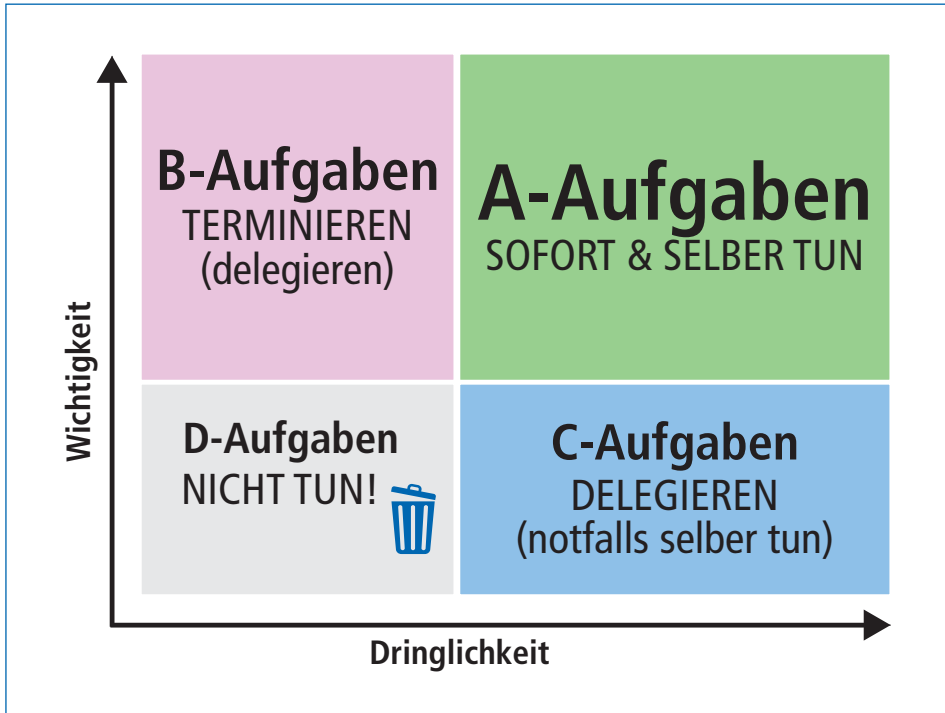 B-Aufgaben
TERMINIEREN
(delegieren)
A-Aufgaben
SOFORT & SELBER TUN
Wichtigkeit
D-Aufgaben
NICHT TUN!
C-Aufgaben
DELEGIEREN
(notfalls selber tun)
Dringlichkeit